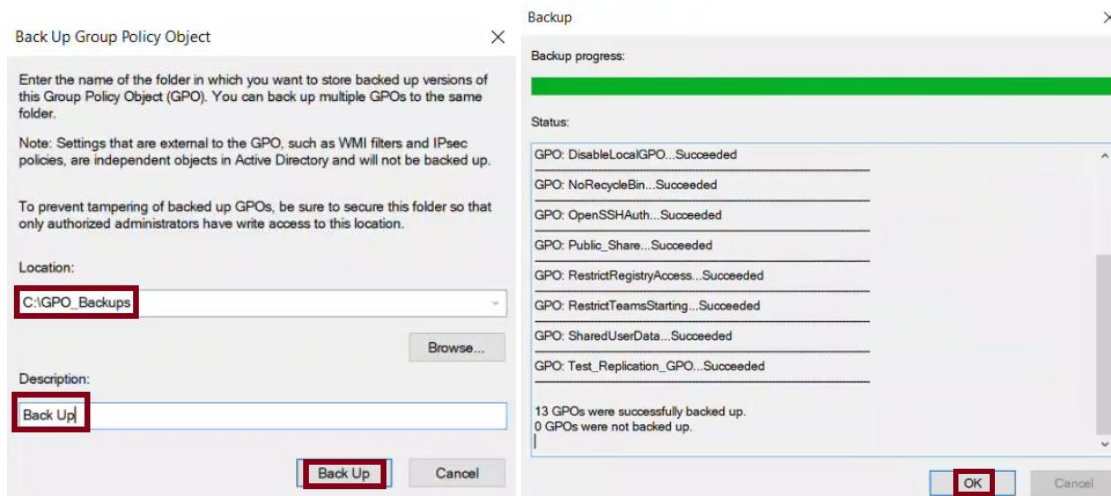 Back Up Group Policy Object
Enter the name of the folder in which you want to store backed up versions of
this Group Policy Object (GPO). You can back up multiple GPOs to the same
folder.
Note: Settings that are external to the GPO, such as WMI filters and IPsec
policies, are independent objects in Active Directory and will not be backed up.
To prevent tampering of backed up GPOs, be sure to secure this folder so that
only authorized administrators have write access to this location.
Location:
C:\GPO_Backups
Browse...
Description:
Back Up
Back Up
Cancel
Backup
Backup progress:
Status:
GPO: DisableLocalGPO...Succeeded
GPO: NoRecycleBin...Succeeded
GPO: OpenSSHAuth...Succeeded
GPO: Public_Share...Succeeded
GPO: RestrictRegistryAccess...Succeeded
GPO: RestrictTeamsStarting...Succeeded
GPO: SharedUserData...Succeeded
GPO: Test_Replication_GPO...Succeeded
13 GPOs were successfully backed up.
0 GPOs were not backed up.
OK
Cancel